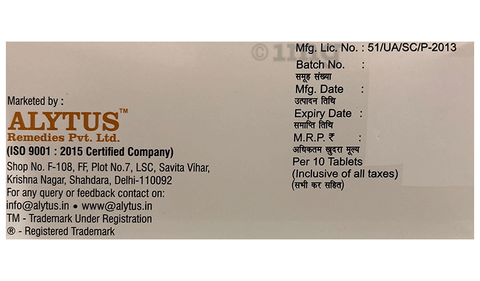 Marketed by :
ALYTUS™
Remedies Pvt. Ltd.
(ISO 9001 : 2015 Certified Company)
Shop No. F-108, FF, Plot No.7, LSC, Savita Vihar,
Krishna Nagar, Shahdara, Delhi-110092
For any query or feedback contact on:
info@alytus.in • www@alytus.in
TM - Trademark Under Registration
® - Registered Trademark
Mfg. Lic. No. : 51/UA/SC/P-2013
Batch No. :
समूह संख्या
Mfg. Date :
उत्पादन तिथि
Expiry Date :
समाप्ति तिथि
M.R.P. ₹ :
अधिकतम खुदरा मूल्य
Per 10 Tablets
(Inclusive of all taxes)
(सभी कर सहित)